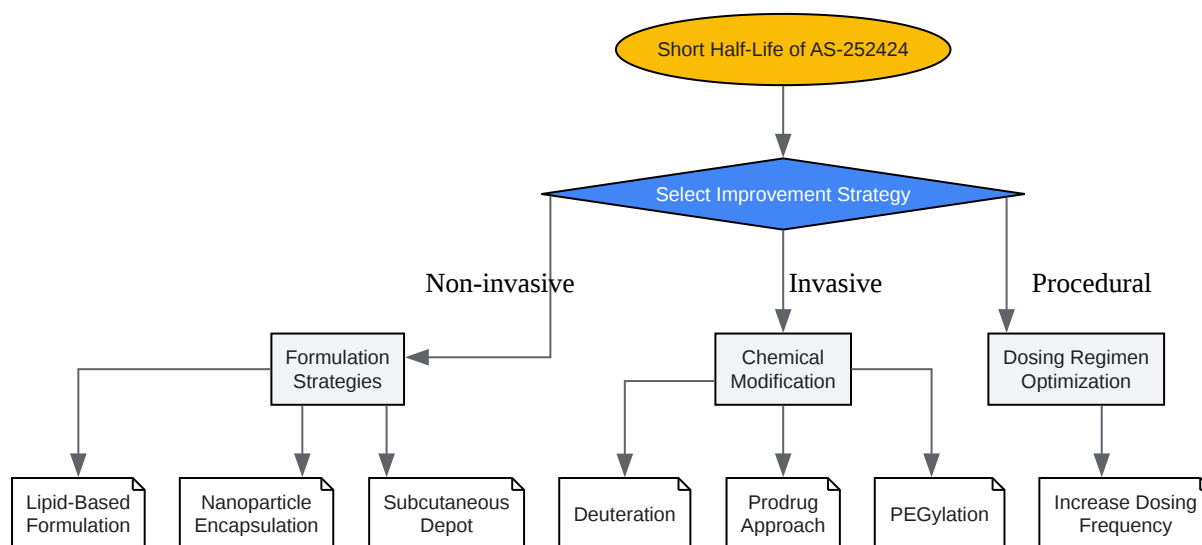 Short Half-Life of AS-252424
Select Improvement Strategy
Non-invasive
Invasive
Procedural
Formulation
Strategies
Chemical
Modification
Dosing Regimen
Optimization
Lipid-Based
Formulation
Nanoparticle
Encapsulation
Subcutaneous
Depot
Deuteration
Prodrug
Approach
PEGylation
Increase Dosing
Frequency